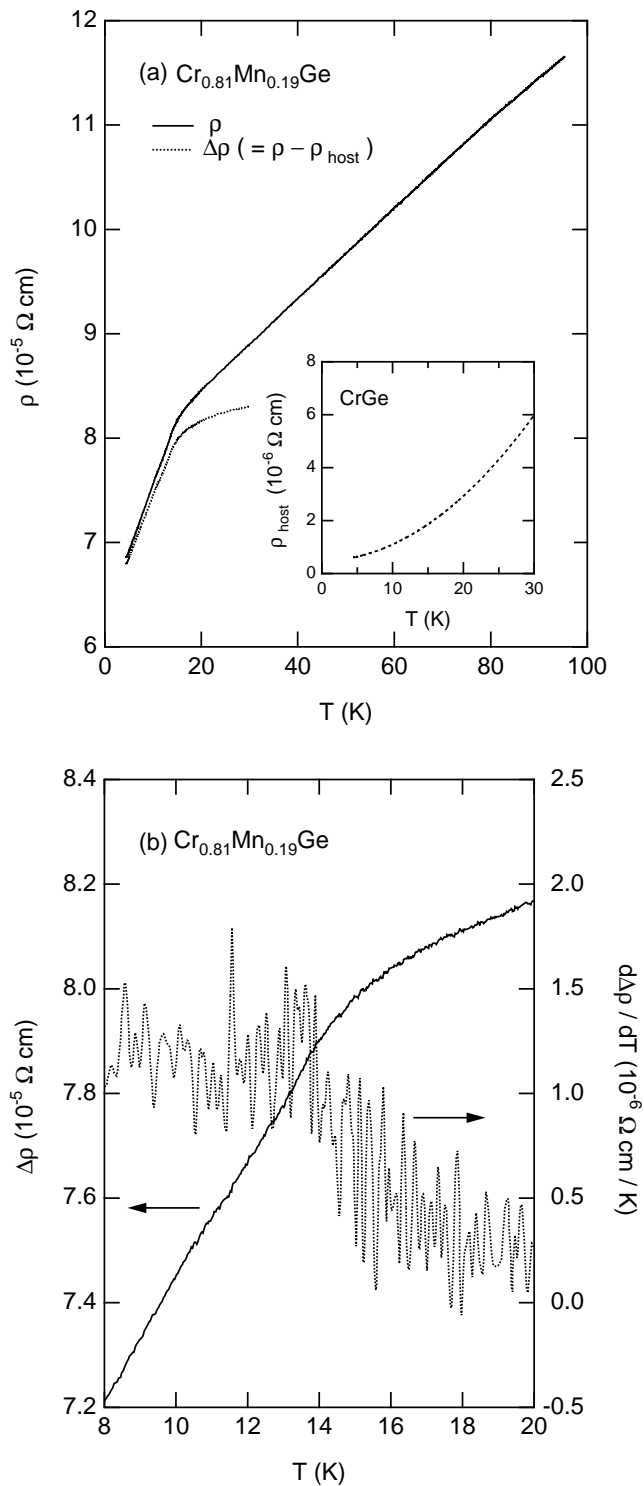 12
11
10
9
8
7
6
ρ (10⁻⁵ Ω cm)
(a) Cr₀.₈₁Mn₀.₁₉Ge
ρ
Δρ ( = ρ − ρ host )
8
6
4
2
0
ρ host (10⁻⁶ Ω cm)
CrGe
0 10 20 30
T (K)
0 20 40 60 80 100
T (K)
8.4
8.2
8.0
7.8
7.6
7.4
7.2
Δρ (10⁻⁵ Ω cm)
(b) Cr₀.₈₁Mn₀.₁₉Ge
2.5
2.0
1.5
1.0
0.5
0.0
-0.5
dΔρ / dT (10⁻⁶ Ω cm / K)
8 10 12 14 16 18 20
T (K)